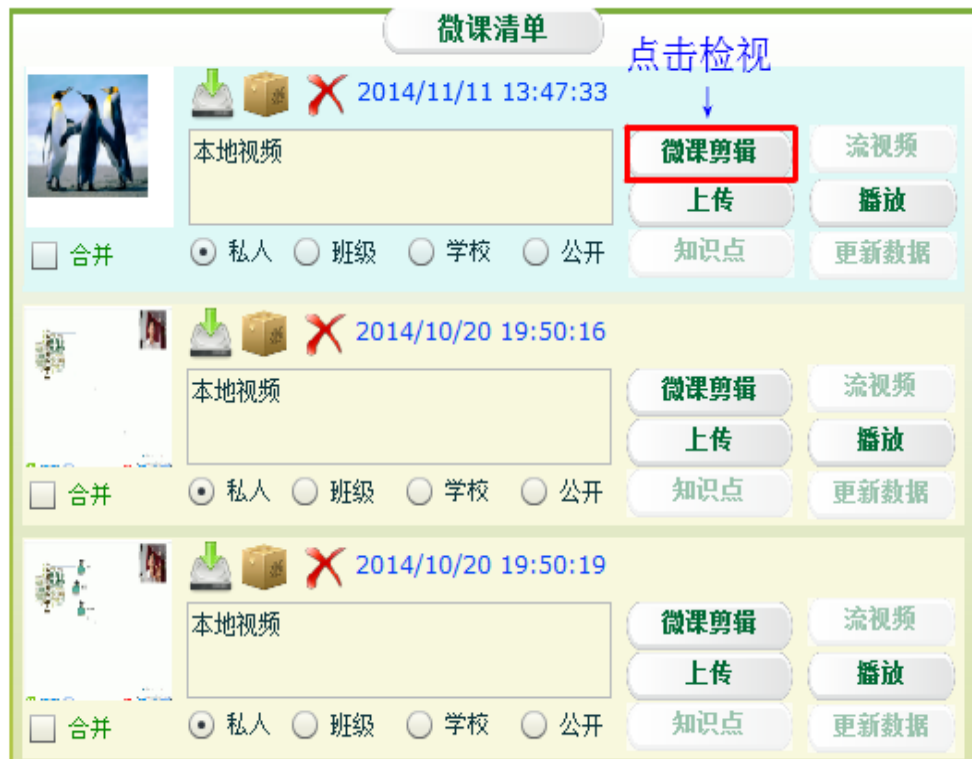 微课清单
点击检视
↓
2014/11/11 13:47:33
本地视频
微课剪辑 流视频
上传 播放
合并 私人 班级 学校 公开 知识点 更新数据
2014/10/20 19:50:16
本地视频
微课剪辑 流视频
上传 播放
合并 私人 班级 学校 公开 知识点 更新数据
2014/10/20 19:50:19
本地视频
微课剪辑 流视频
上传 播放
合并 私人 班级 学校 公开 知识点 更新数据